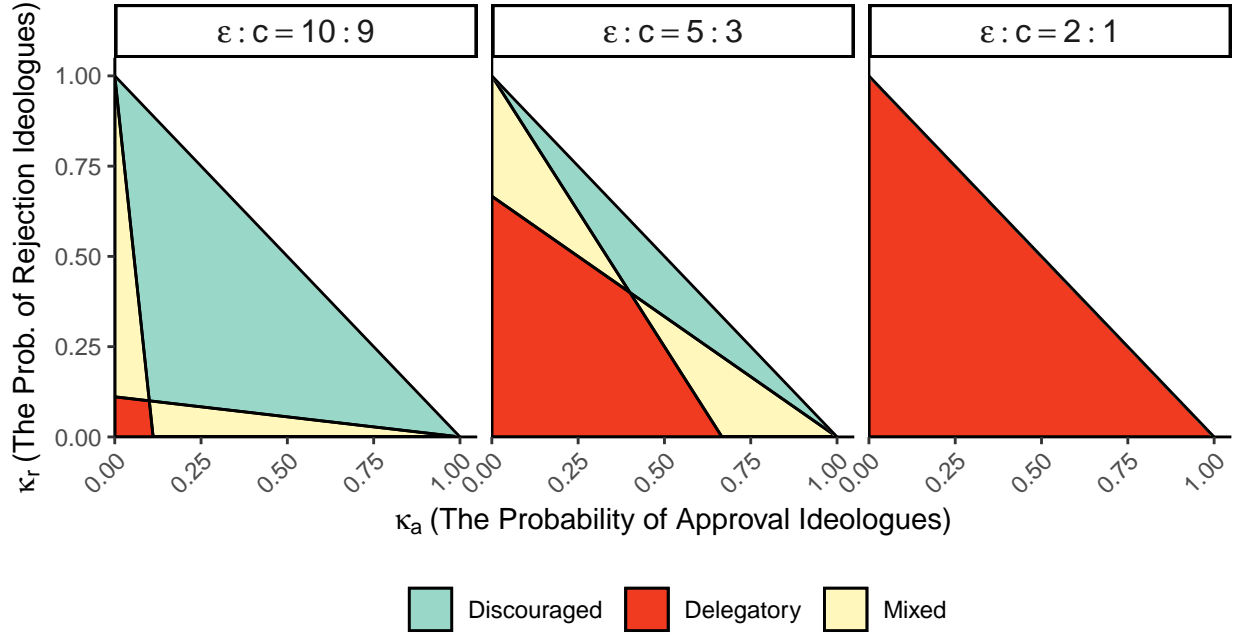 ε : c = 10 : 9
ε : c = 5 : 3
ε : c = 2 : 1
κr (The Prob. of Rejection Ideologues)
1.00
0.75
0.50
0.25
0.00
0.00 0.25 0.50 0.75 1.00
0.00 0.25 0.50 0.75 1.00
0.00 0.25 0.50 0.75 1.00
κa (The Probability of Approval Ideologues)
Discouraged Delegatory Mixed